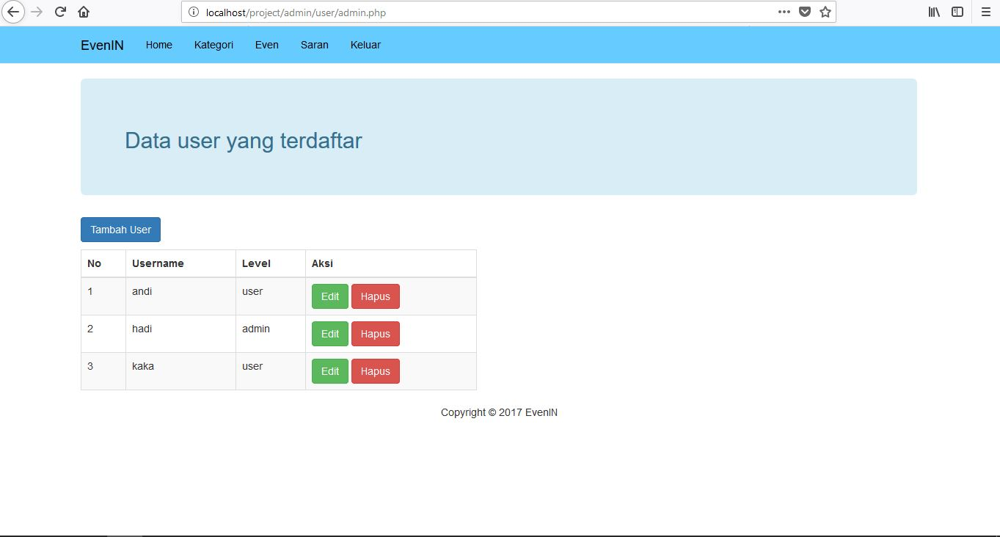 localhost/project/admin/user/admin.php
EvenIN Home Kategori Even Saran Keluar
Data user yang terdaftar
Tambah User
No Username Level Aksi
1 andi user Edit Hapus
2 hadi admin Edit Hapus
3 kaka user Edit Hapus
Copyright © 2017 EvenIN